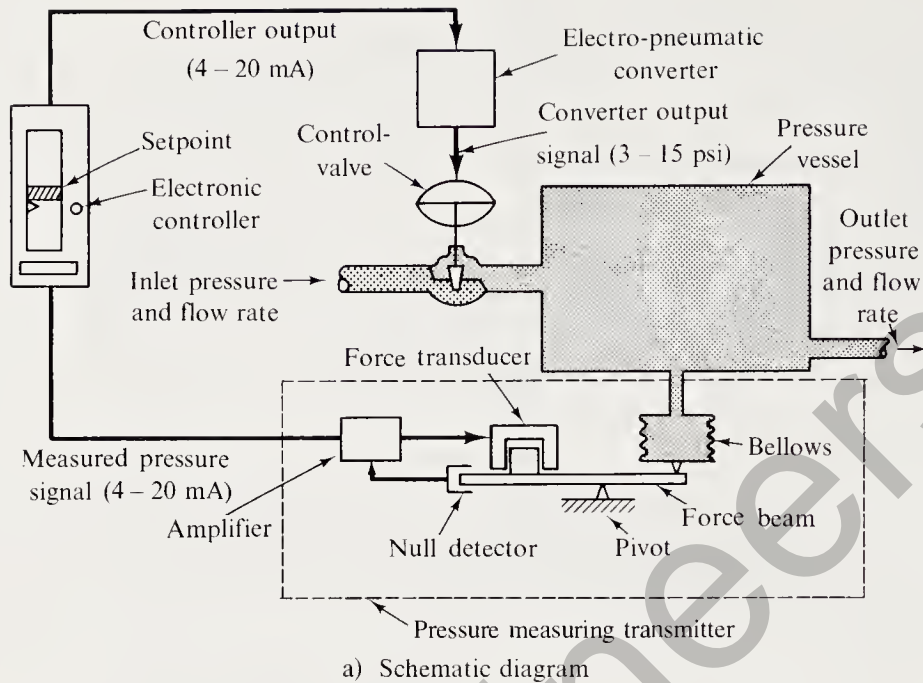 Controller output
(4 – 20 mA)
Electro-pneumatic
converter
Setpoint
Electronic
controller
Control-
valve
Converter output
signal (3 – 15 psi)
Pressure
vessel
Outlet
pressure
and flow
rate
Inlet pressure
and flow rate
Force transducer
Bellows
Measured pressure
signal (4 – 20 mA)
Amplifier
Null detector
Pivot
Force beam
Pressure measuring transmitter
a) Schematic diagram
neers